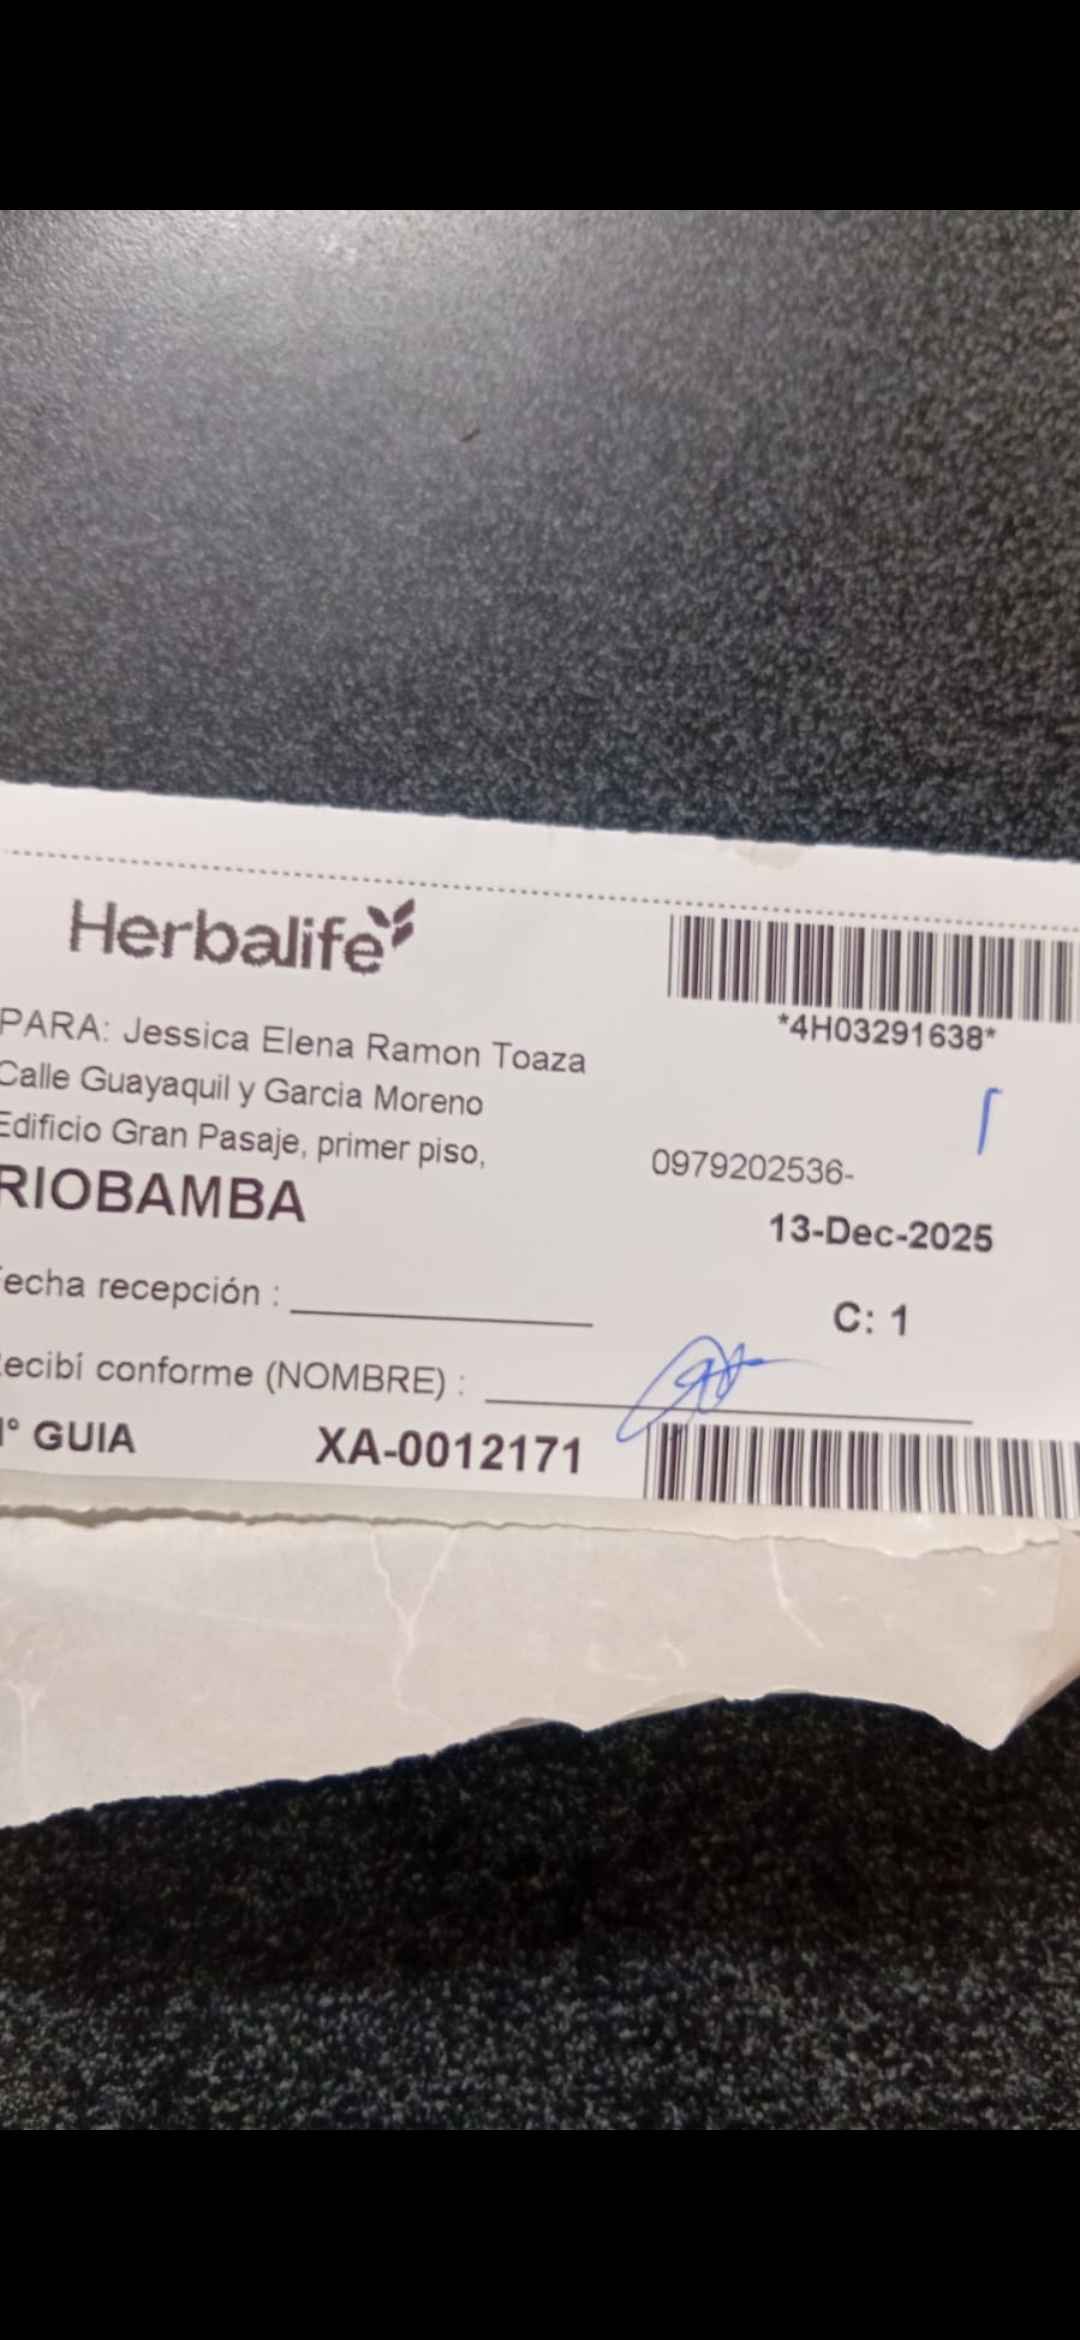 Herbalife
*4H03291638*
PARA: Jessica Elena Ramon Toaza
Calle Guayaquil y Garcia Moreno
Edificio Gran Pasaje, primer piso,
0979202536-
RIOBAMBA
13-Dec-2025
echa recepción :
C: 1
ecibí conforme (NOMBRE) :
° GUIA XA-0012171